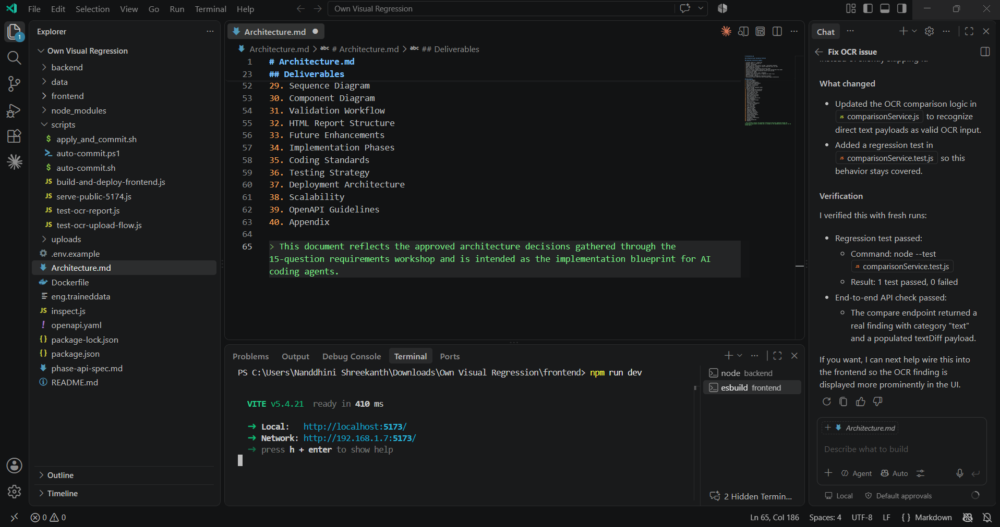 File Edit Selection View Go Run Terminal Help
Own Visual Regression
Explorer
Own Visual Regression
backend
data
frontend
node_modules
scripts
$ apply_and_commit.sh
auto-commit.ps1
$ auto-commit.sh
JS build-and-deploy-frontend.js
JS serve-public-5174.js
JS test-ocr-report.js
JS test-ocr-upload-flow.js
uploads
.env.example
Architecture.md
Dockerfile
eng.traineddata
JS inspect.js
! openapi.yaml
{} package-lock.json
{} package.json
phase-api-spec.md
README.md
Outline
Timeline
1
Architecture.md
Architecture.md > abc # Architecture.md > abc ## Deliverables
1 # Architecture.md
23 ## Deliverables
52 29. Sequence Diagram
53 30. Component Diagram
54 31. Validation Workflow
55 32. HTML Report Structure
56 33. Future Enhancements
57 34. Implementation Phases
58 35. Coding Standards
59 36. Testing Strategy
60 37. Deployment Architecture
61 38. Scalability
62 39. OpenAPI Guidelines
63 40. Appendix
64
65 > This document reflects the approved architecture decisions gathered through the
15-question requirements workshop and is intended as the implementation blueprint for AI
coding agents.
Problems Output Debug Console Terminal Ports
PS C:\Users\Nanddhini Shreekanth\Downloads\Own Visual Regression\frontend> npm run dev
VITE v5.4.21 ready in 410 ms
➜ Local: http://localhost:5173/
➜ Network: http://192.168.1.7:5173/
➜ press h + enter to show help
node backend
esbuild frontend
2 Hidden Termin...
Chat
Fix OCR issue
What changed
• Updated the OCR comparison logic in
JS comparisonService.js to recognize
direct text payloads as valid OCR input.
• Added a regression test in
JS comparisonService.test.js so this
behavior stays covered.
Verification
I verified this with fresh runs:
• Regression test passed:
Command: node --test
JS comparisonService.test.js
Result: 1 test passed, 0 failed
• End-to-end API check passed:
The compare endpoint returned a
real finding with category "text"
and a populated textDiff payload.
If you want, I can next help wire this into
the frontend so the OCR finding is
displayed more prominently in the UI.
Architecture.md
Describe what to build
Agent Auto
Local Default approvals
0 0
Ln 65, Col 186 Spaces: 4 UTF-8 LF {} Markdown